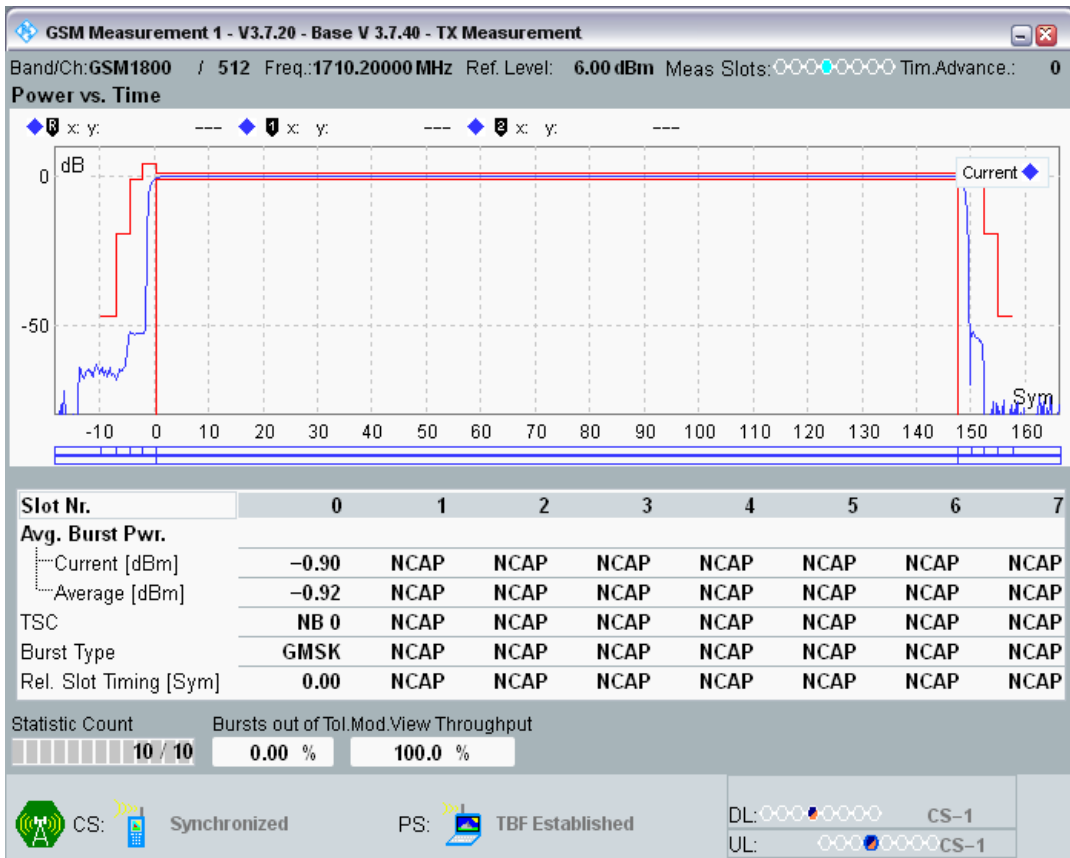 GSM Measurement 1 - V3.7.20 - Base V 3.7.40 - TX Measurement
Band/Ch:GSM1800 / 512 Freq.:1710.20000 MHz Ref. Level: 6.00 dBm Meas Slots: Tim.Advance.: 0
Power vs. Time
R x: y: --- 1 x: y: --- 2 x: y: ---
dB
Current
0
-50
Sym
-10 0 10 20 30 40 50 60 70 80 90 100 110 120 130 140 150 160
Slot Nr. 0 1 2 3 4 5 6 7
Avg. Burst Pwr.
Current [dBm] -0.90 NCAP NCAP NCAP NCAP NCAP NCAP NCAP
Average [dBm] -0.92 NCAP NCAP NCAP NCAP NCAP NCAP NCAP
TSC NB 0 NCAP NCAP NCAP NCAP NCAP NCAP NCAP
Burst Type GMSK NCAP NCAP NCAP NCAP NCAP NCAP NCAP
Rel. Slot Timing [Sym] 0.00 NCAP NCAP NCAP NCAP NCAP NCAP NCAP
Statistic Count Bursts out of Tol.Mod.View Throughput
10 / 10 0.00 % 100.0 %
CS: Synchronized PS: TBF Established
DL: CS-1
UL: CS-1